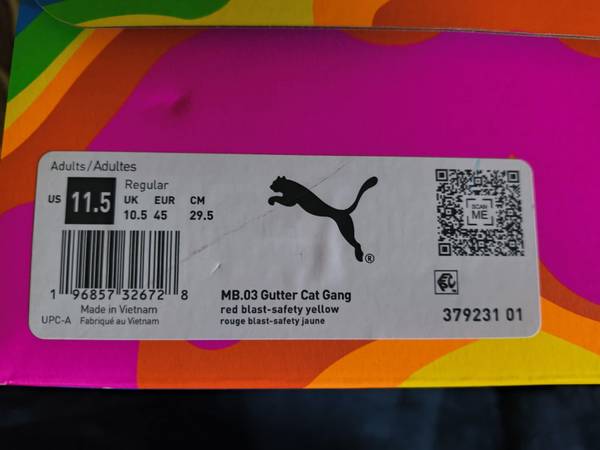 Adults/Adultes
Regular
US 11.5 UK EUR CM
10.5 45 29.5
SCAN
ME
®
1 96857 32672 8
Made in Vietnam
UPC-A Fabriqué au Vietnam
MB.03 Gutter Cat Gang
red blast-safety yellow
rouge blast-safety jaune
379231 01